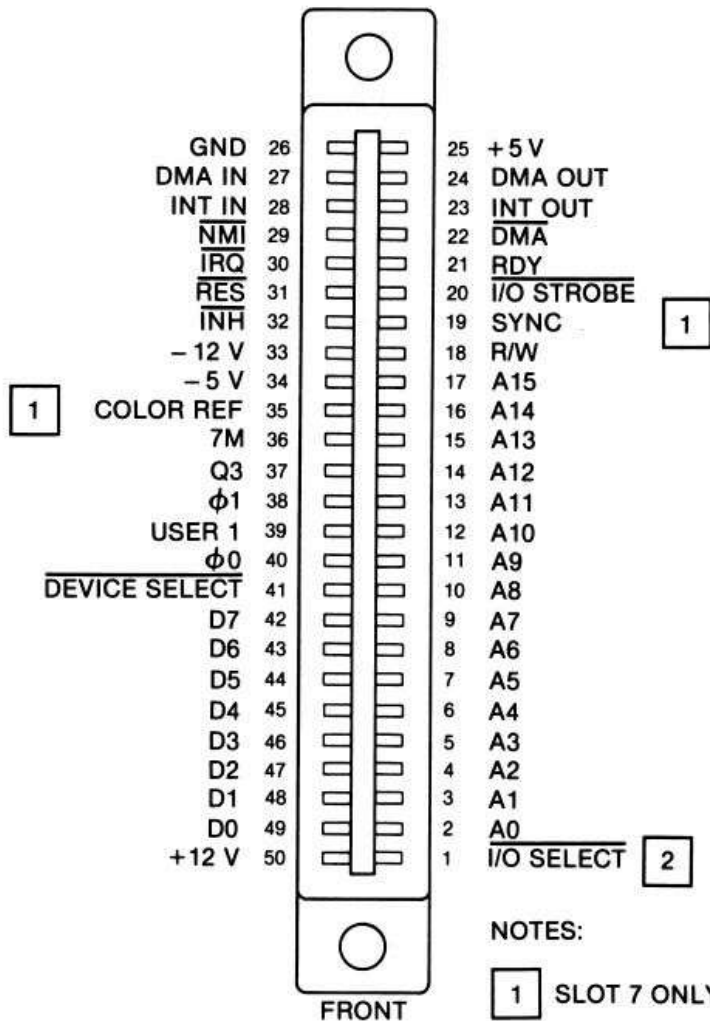 GND 26 25 +5 V
DMA IN 27 24 DMA OUT
INT IN 28 23 INT OUT
NMI 29 22 DMA
IRQ 30 21 RDY
RES 31 20 I/O STROBE
INH 32 19 SYNC 1
– 12 V 33 18 R/W
– 5 V 34 17 A15
1 COLOR REF 35 16 A14
7M 36 15 A13
Q3 37 14 A12
ϕ1 38 13 A11
USER 1 39 12 A10
ϕ0 40 11 A9
DEVICE SELECT 41 10 A8
D7 42 9 A7
D6 43 8 A6
D5 44 7 A5
D4 45 6 A4
D3 46 5 A3
D2 47 4 A2
D1 48 3 A1
D0 49 2 A0
+12 V 50 1 I/O SELECT 2
NOTES:
1 SLOT 7 ONLY
FRONT